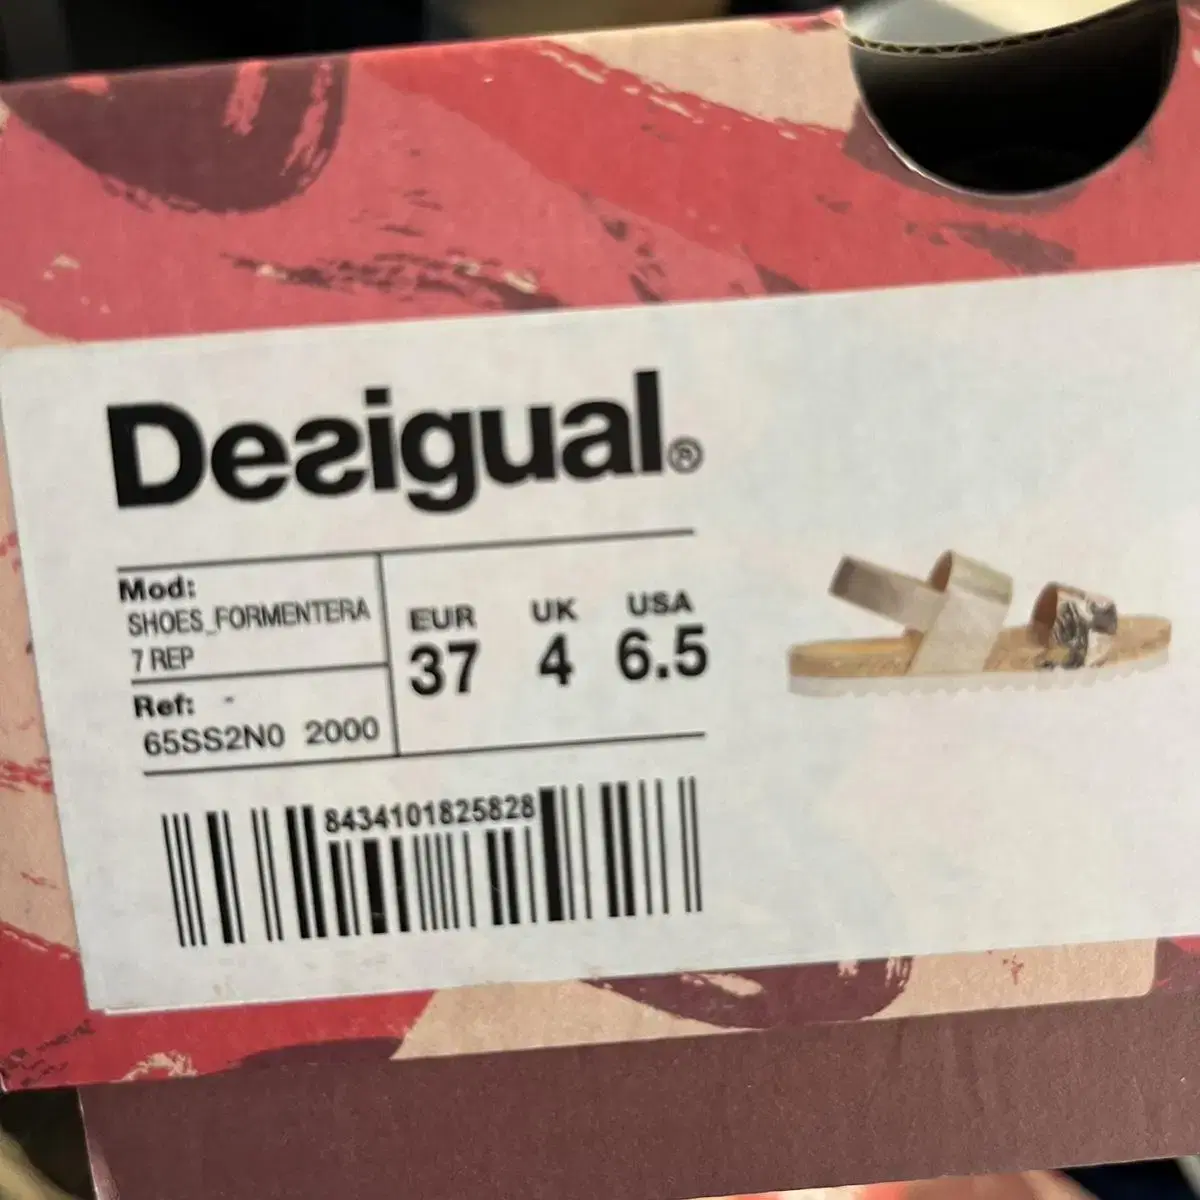 Desigual®
Mod:
SHOES_FORMENTERA
7 REP
Ref: -
65SS2N0 2000
EUR UK USA
37 4 6.5
8434101825828